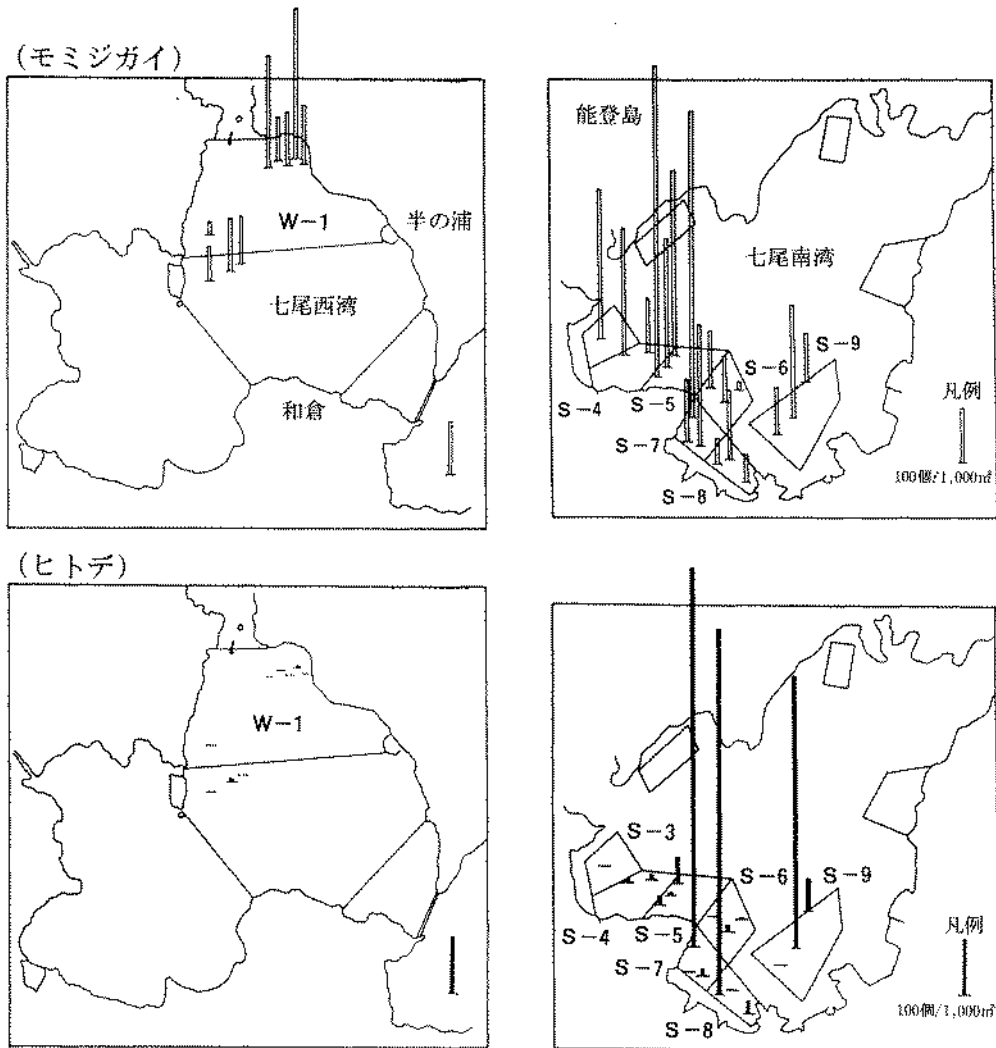 (モミジガイ)
W-1
半の浦
七尾西湾
和倉
能登島
七尾南湾
S-9
S-6
S-4
S-5
S-7
S-8
凡例
100個/1,000㎡
(ヒトデ)
W-1
S-3
S-6
S-9
S-4
S-5
S-7
S-8
凡例
100個/1,000㎡